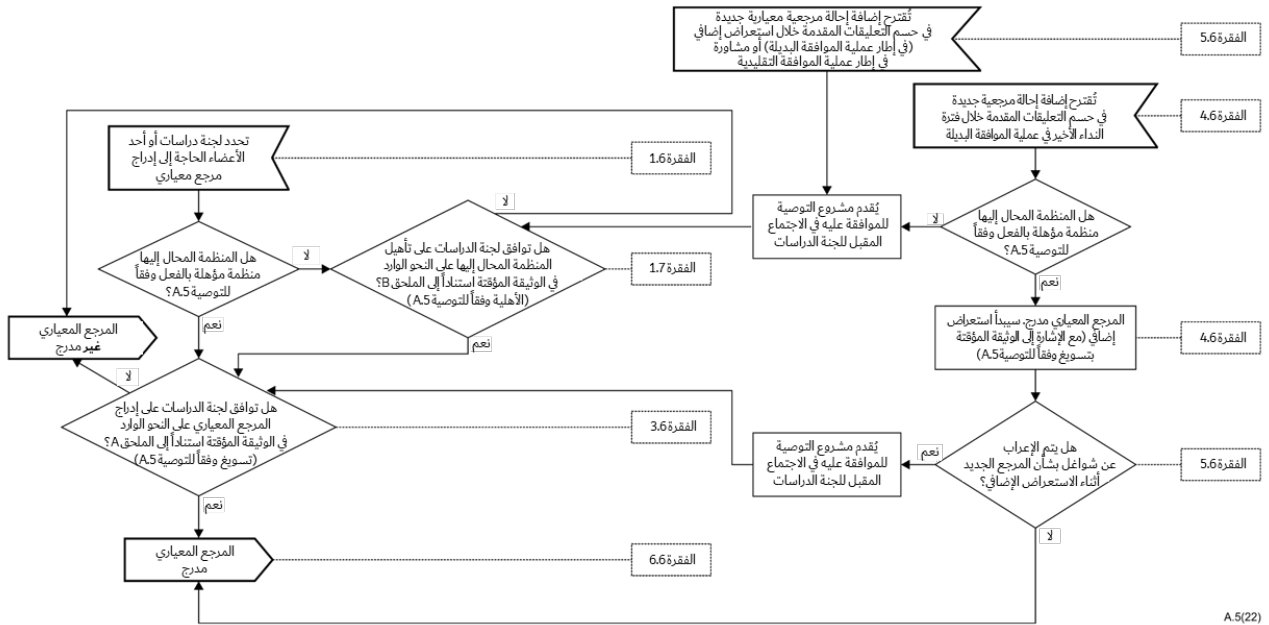 تُقترح إضافة إحالة مرجعية معيارية جديدة
في حسم التعليقات المقدمة خلال استعراض إضافي
(في إطار عملية الموافقة البديلة) أو مشاورة
في إطار عملية الموافقة التقليدية
الفقرة 5.6
تُقترح إضافة إحالة مرجعية جديدة
في حسم التعليقات المقدمة خلال فترة
النداء الأخير في عملية الموافقة البديلة
الفقرة 4.6
تحدد لجنة دراسات أو أحد
الأعضاء الحاجة إلى إدراج
مرجع معياري
الفقرة 1.6
هل المنظمة المحال إليها
منظمة مؤهلة بالفعل وفقاً
للتوصية A.5؟
لا
نعم
يُقدم مشروع التوصية
للموافقة عليه في الاجتماع
المقبل للجنة الدراسات
لا
هل توافق لجنة الدراسات على تأهيل
المنظمة المحال إليها على النحو الوارد
في الوثيقة المؤقتة استناداً إلى الملحق B؟
(الأهلية وفقاً للتوصية A.5)
الفقرة 1.7
نعم
لا
هل المنظمة المحال إليها
منظمة مؤهلة بالفعل وفقاً
للتوصية A.5؟
نعم
المرجع المعياري مدرج. سيبدأ استعراض
إضافي (مع الإشارة إلى الوثيقة المؤقتة
بتسويغ وفقاً للتوصية A.5)
الفقرة 4.6
المرجع المعياري
غير مدرج
لا
هل توافق لجنة الدراسات على إدراج
المرجع المعياري على النحو الوارد
في الوثيقة المؤقتة استناداً إلى الملحق A؟
(تسويغ وفقاً للتوصية A.5)
الفقرة 3.6
نعم
هل يتم الإعراب
عن شواغل بشأن المرجع الجديد
أثناء الاستعراض الإضافي؟
الفقرة 5.6
نعم
يُقدم مشروع التوصية
للموافقة عليه في الاجتماع
المقبل للجنة الدراسات
لا
المرجع المعياري
مدرج
الفقرة 6.6
A.5(22)